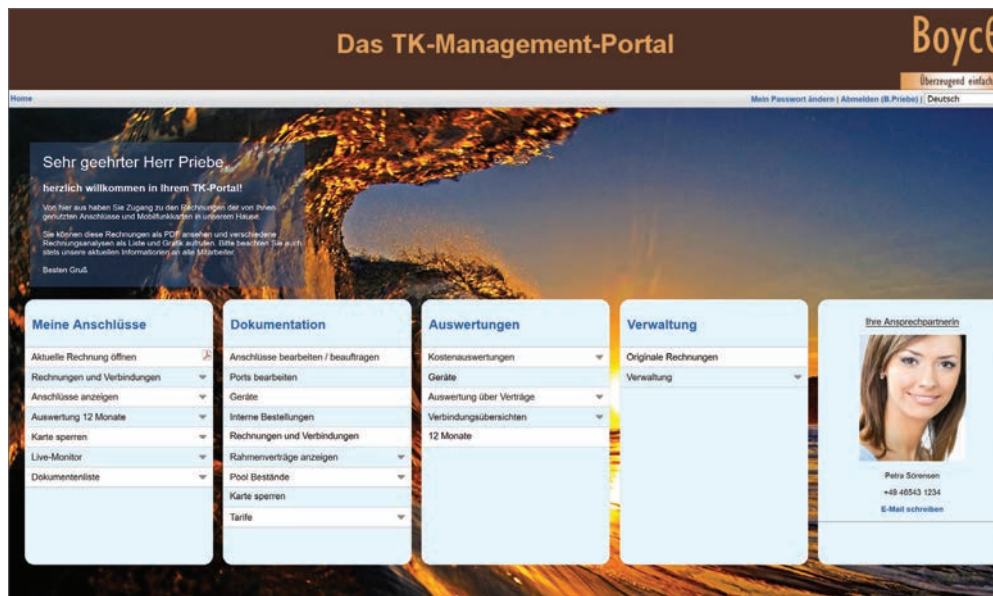 Das TK-Management-Portal
Überzeugend einfach
Home
Mein Passwort ändern | Abmelden (B.Priebe) | Deutsch
Sehr geehrter Herr Priebe,
herzlich willkommen in Ihrem TK-Portal!
Von hier aus haben Sie Zugang zu den Rechnungen der von Ihnen
genutzten Anschlüsse und Mobilfunkkarten in unserem Hause.
Sie können diese Rechnungen als PDF ansehen und verschiedene
Rechnungsanalysen als Liste und Grafik aufrufen. Bitte beachten Sie auch
stets unsere aktuellen Informationen an alle Mitarbeiter.
Besten Gruß
Meine Anschlüsse
Aktuelle Rechnung öffnen
Rechnungen und Verbindungen
Anschlüsse anzeigen
Auswertung 12 Monate
Karte sperren
Live-Monitor
Dokumentenliste
Dokumentation
Anschlüsse bearbeiten / beauftragen
Ports bearbeiten
Geräte
Interne Bestellungen
Rechnungen und Verbindungen
Rahmenverträge anzeigen
Pool Bestände
Karte sperren
Tarife
Auswertungen
Kostenauswertungen
Geräte
Auswertung über Verträge
Verbindungsübersichten
12 Monate
Verwaltung
Originale Rechnungen
Verwaltung
Ihre Ansprechpartnerin
Petra Sörensen
+49 46543 1234
E-Mail schreiben